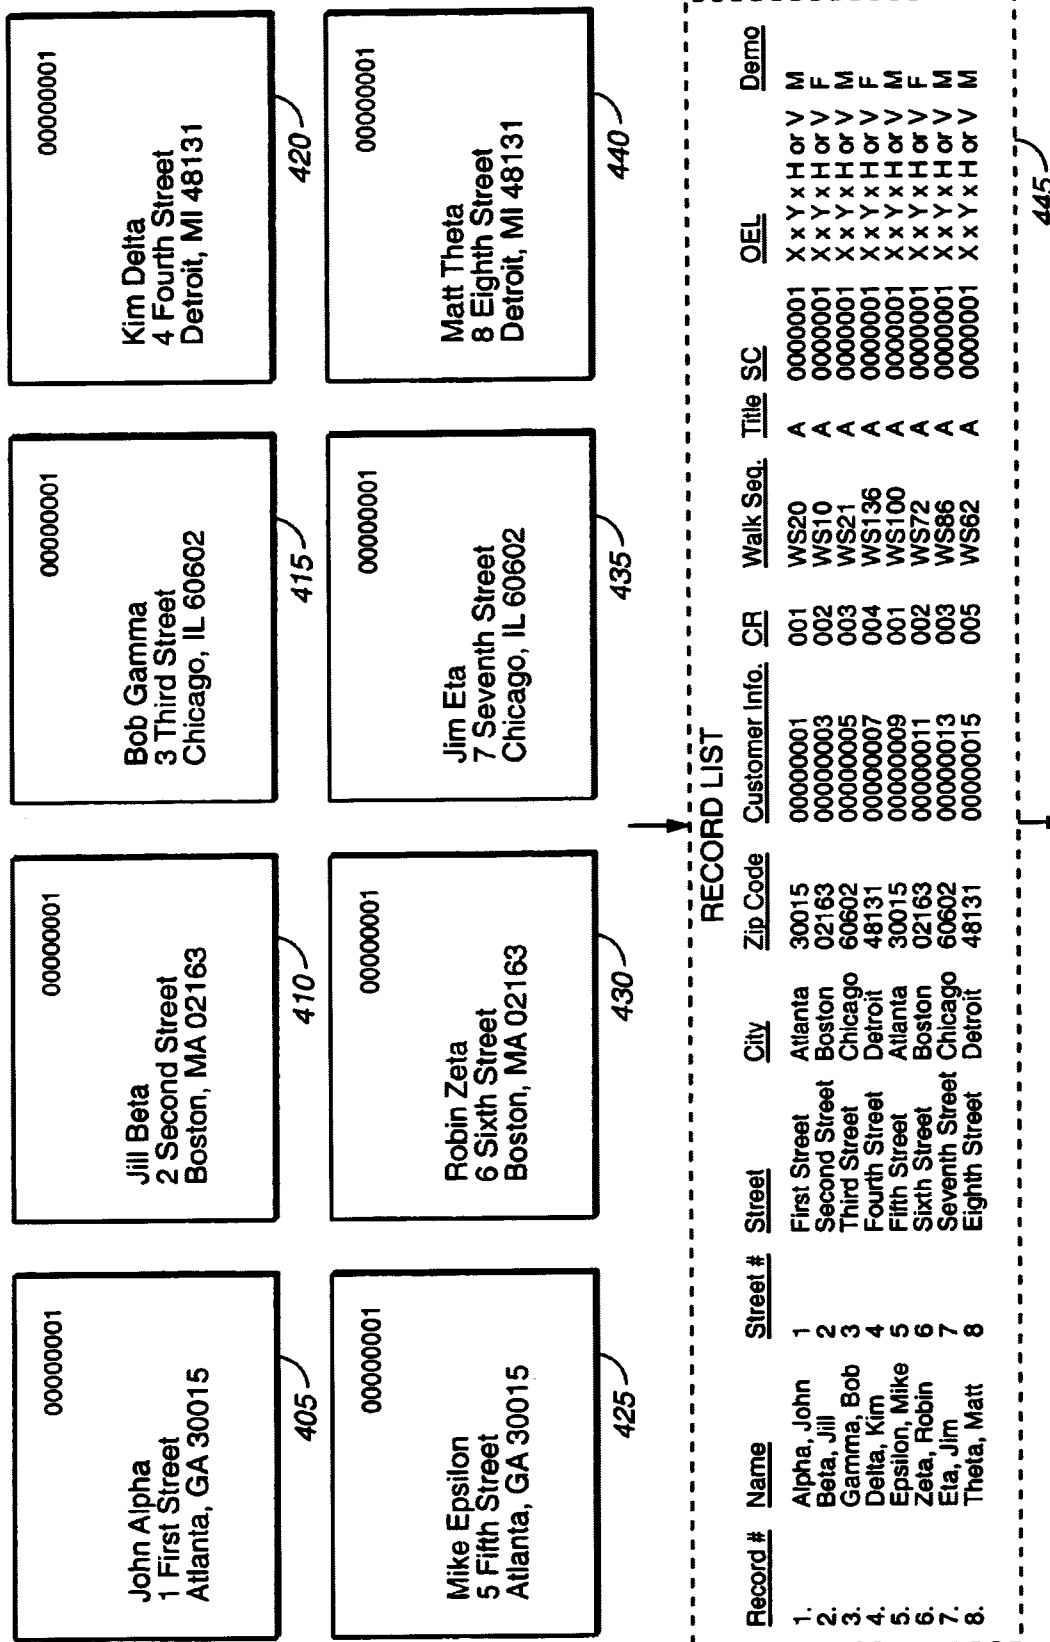 00000001
John Alpha
1 First Street
Atlanta, GA 30015
405
00000001
Jill Beta
2 Second Street
Boston, MA 02163
410
00000001
Bob Gamma
3 Third Street
Chicago, IL 60602
415
00000001
Kim Delta
4 Fourth Street
Detroit, MI 48131
420
00000001
Mike Epsilon
5 Fifth Street
Atlanta, GA 30015
425
00000001
Robin Zeta
6 Sixth Street
Boston, MA 02163
430
00000001
Jim Eta
7 Seventh Street
Chicago, IL 60602
435
00000001
Matt Theta
8 Eighth Street
Detroit, MI 48131
440
RECORD LIST
Record # Name Street # Street City Zip Code Customer Info. CR Walk Seq. Title SC OEL Demo
1. Alpha, John 1 First Street Atlanta 30015 00000001 001 WS20 A 0000001 X x Y x H or V M
2. Beta, Jill 2 Second Street Boston 02163 00000003 002 WS10 A 0000001 X x Y x H or V F
3. Gamma, Bob 3 Third Street Chicago 60602 00000005 003 WS21 A 0000001 X x Y x H or V M
4. Delta, Kim 4 Fourth Street Detroit 48131 00000007 004 WS136 A 0000001 X x Y x H or V F
5. Epsilon, Mike 5 Fifth Street Atlanta 30015 00000009 001 WS100 A 0000001 X x Y x H or V M
6. Zeta, Robin 6 Sixth Street Boston 02163 00000011 002 WS72 A 0000001 X x Y x H or V F
7. Eta, Jim 7 Seventh Street Chicago 60602 00000013 003 WS86 A 0000001 X x Y x H or V M
8. Theta, Matt 8 Eighth Street Detroit 48131 00000015 005 WS62 A 0000001 X x Y x H or V M
445